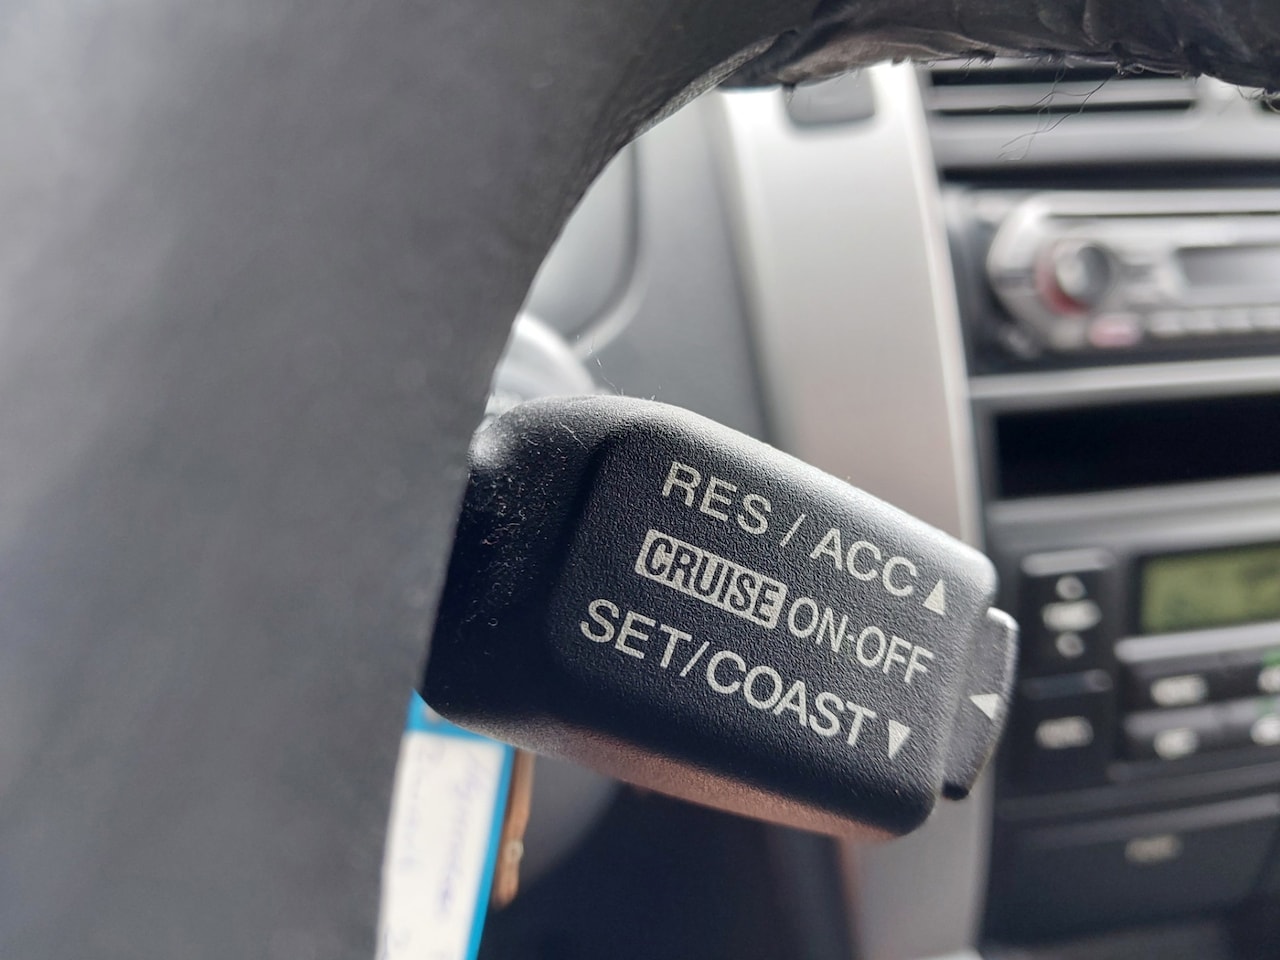 RES / ACC ▲
CRUISE ON-OFF
SET/COAST ▼